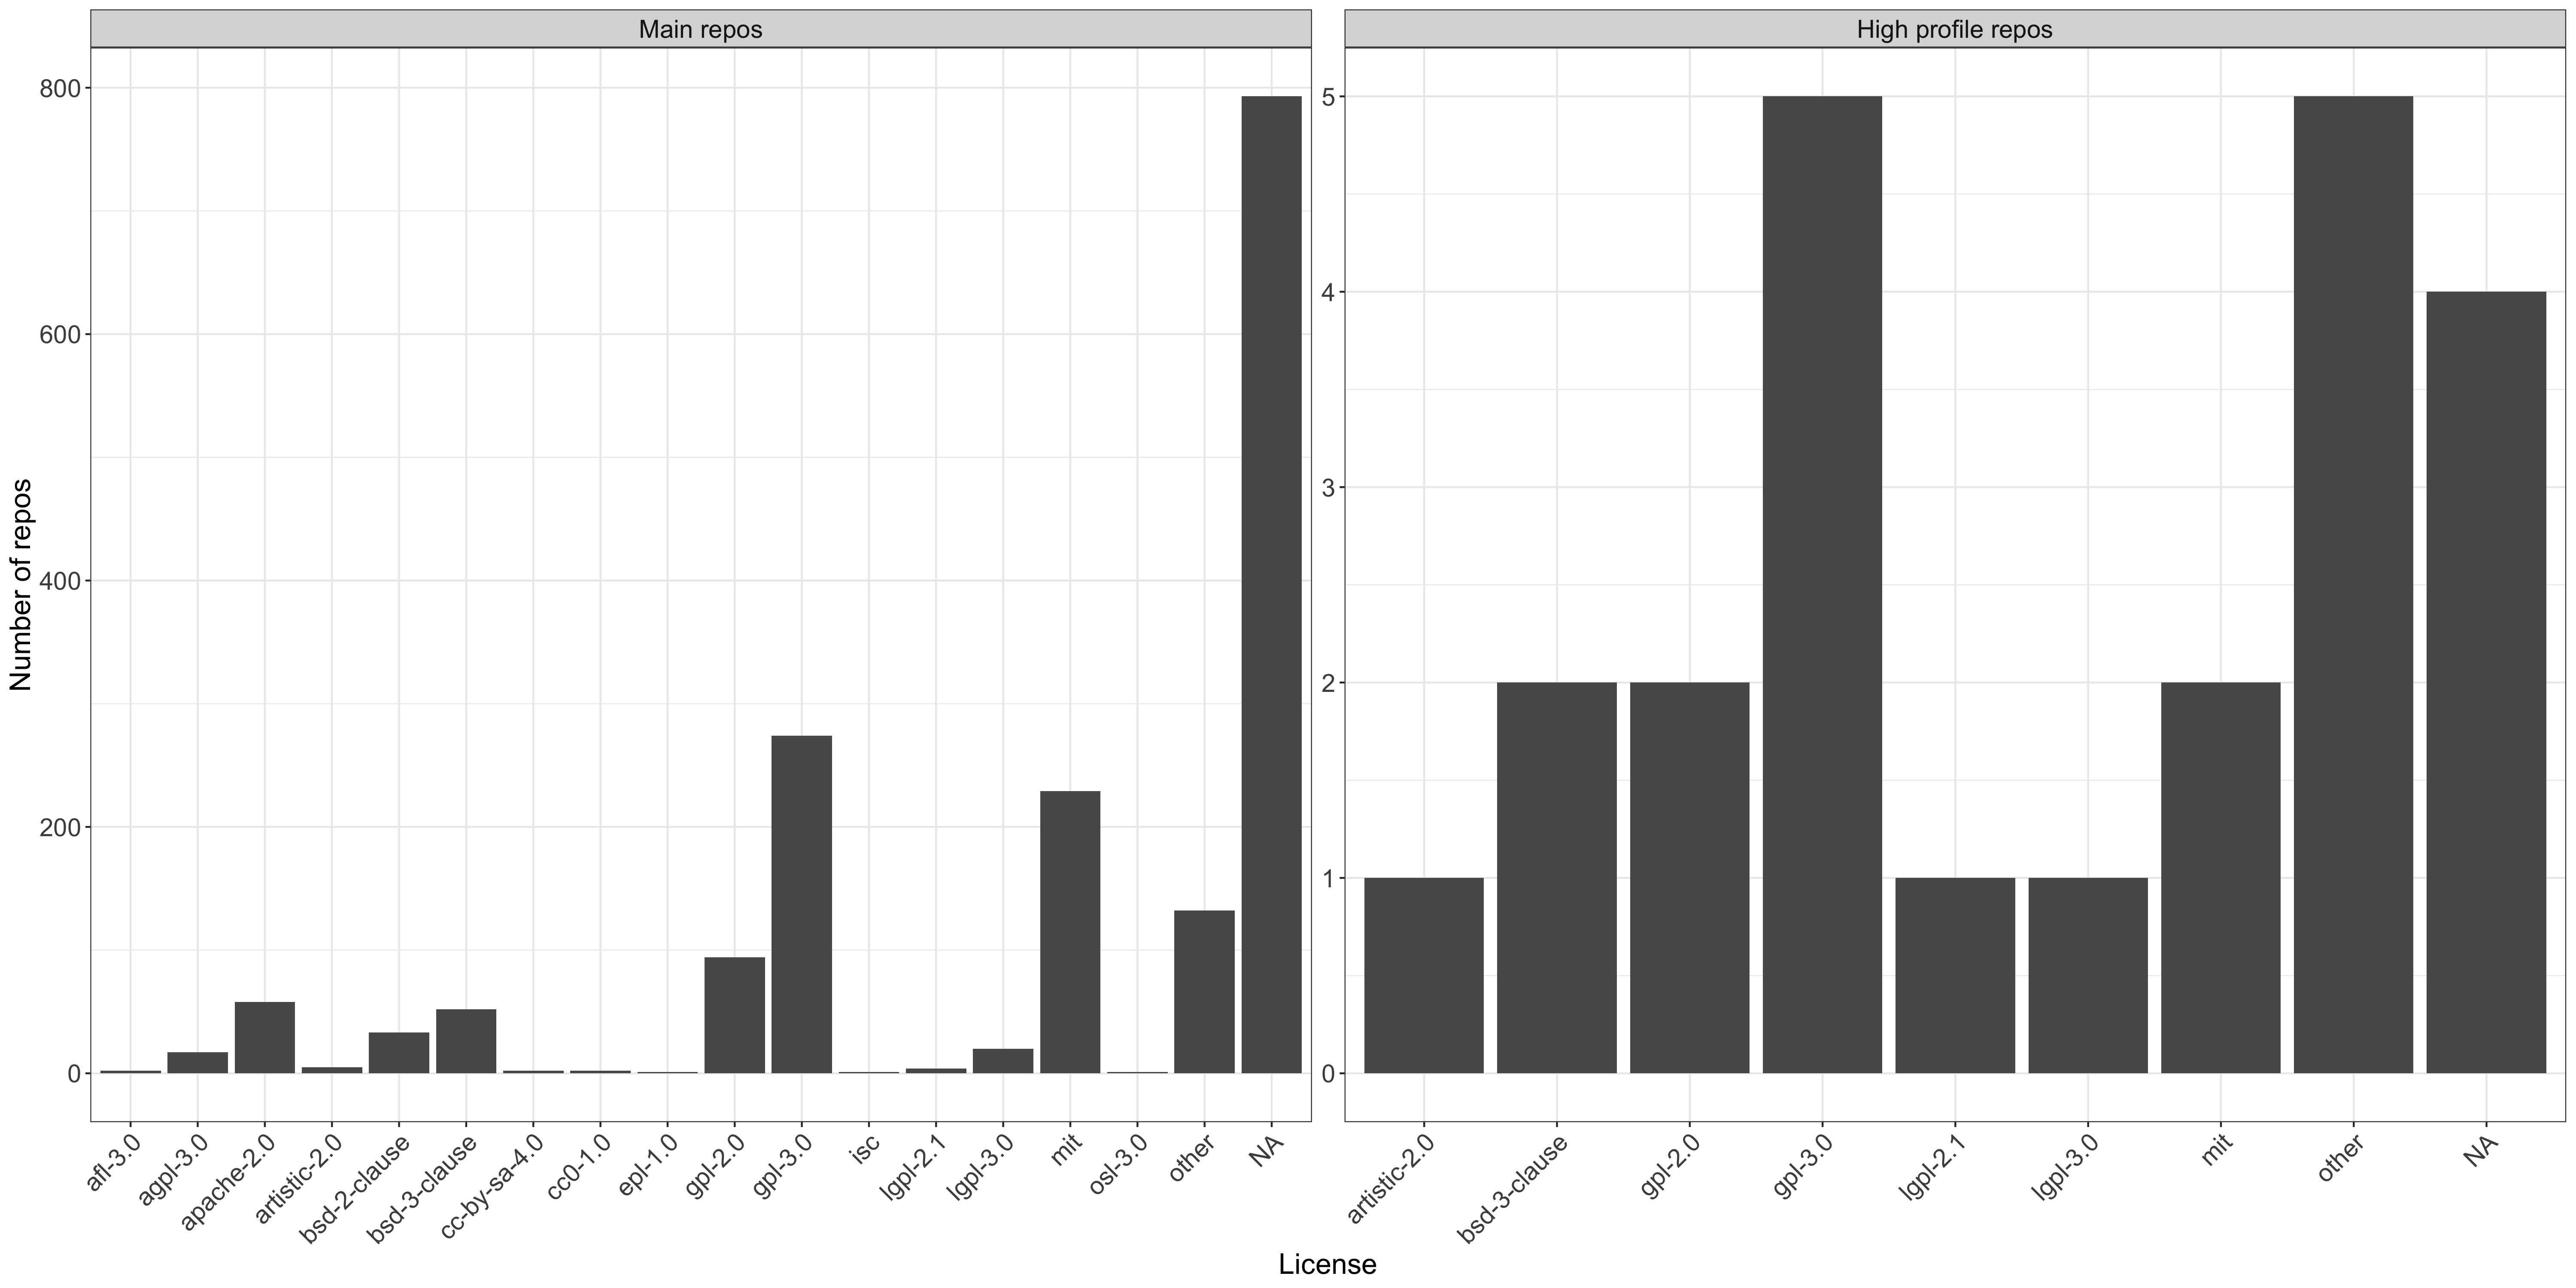 Main repos
High profile repos
Number of repos
800
600
400
200
0
5
4
3
2
1
0
afl-3.0
agpl-3.0
apache-2.0
artistic-2.0
bsd-2-clause
bsd-3-clause
cc-by-sa-4.0
cc0-1.0
epl-1.0
gpl-2.0
gpl-3.0
isc
lgpl-2.1
lgpl-3.0
mit
osl-3.0
other
NA
artistic-2.0
bsd-3-clause
gpl-2.0
gpl-3.0
lgpl-2.1
lgpl-3.0
mit
other
NA
License